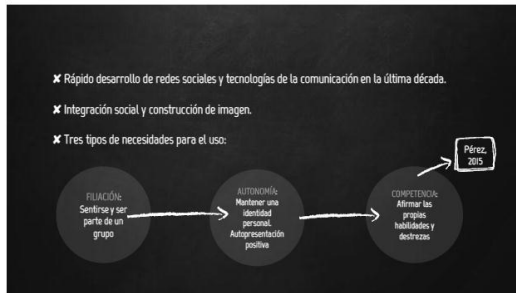 ✘ Rápido desarrollo de redes sociales y tecnologías de la comunicación en la última década.
✘ Integración social y construcción de imagen.
✘ Tres tipos de necesidades para el uso:
FILIACIÓN:
Sentirse y ser
parte de un
grupo
AUTONOMÍA:
Mantener una
identidad
personal.
Autopresentación
positiva
COMPETENCIA:
Afirmar las
propias
habilidades y
destrezas
Pérez,
2015